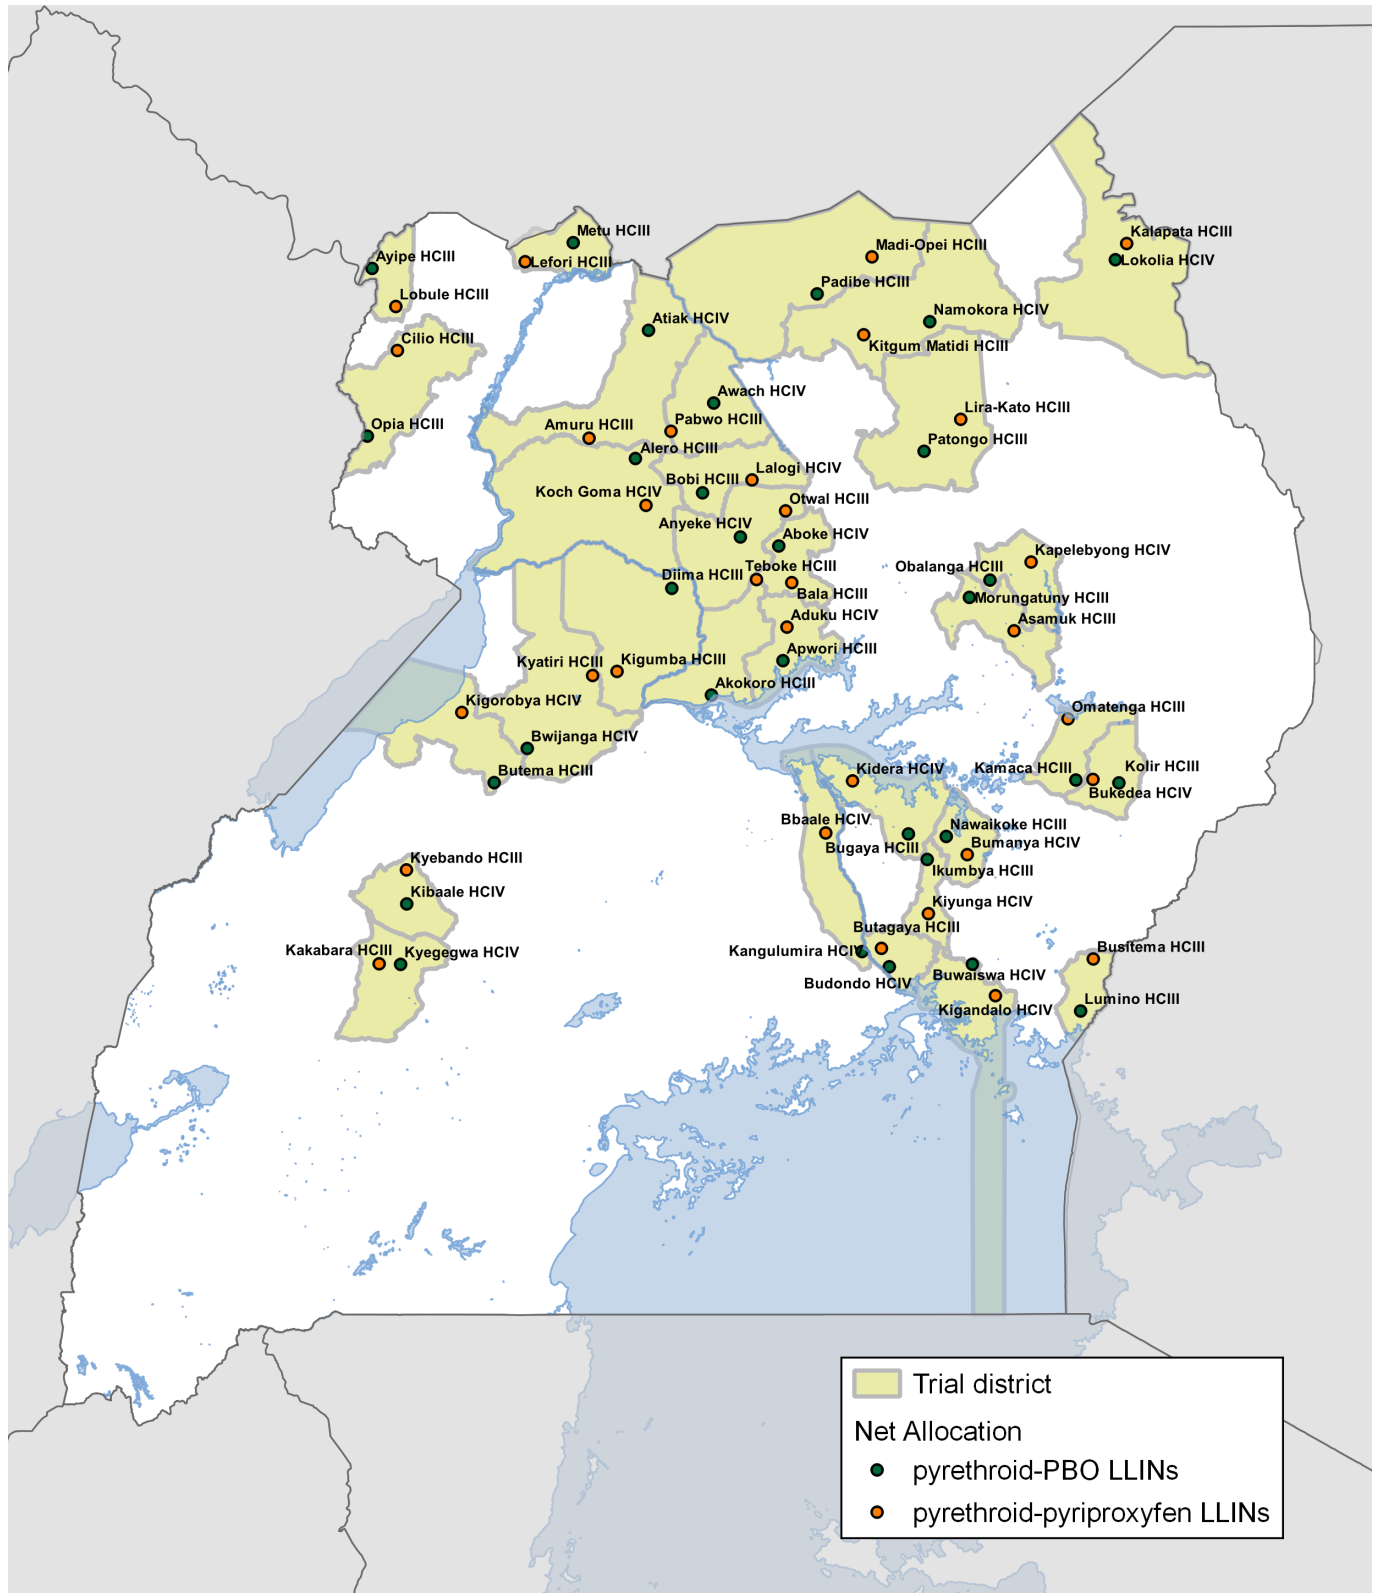 Metu HCIII
Kalapata HCIII
Madi-Opei HCIII
Ayipe HCIII
Lefori HCIII
Lokolia HCIV
Padibe HCIII
Lobule HCIII
Namokora HCIV
Atiak HCIV
Cilio HCIII
Kitgum Matidi HCIII
Awach HCIV
Lira-Kato HCIII
Pabwo HCIII
Opia HCIII
Amuru HCIII
Patongo HCIII
Alero HCIII
Lalogi HCIV
Bobi HCIII
Koch Goma HCIV
Otwal HCIII
Anyeke HCIV
Aboke HCIV
Kapelebyong HCIV
Obalanga HCIII
Teboke HCIII
Diima HCIII
Bala HCIII
Morungatuny HCIII
Aduku HCIV
Asamuk HCIII
Apwori HCIII
Kyatiri HCIII
Kigumba HCIII
Akokoro HCIII
Kigorobya HCIV
Omatenga HCIII
Bwijanga HCIV
Kidera HCIV
Kamaca HCIII
Kolir HCIII
Butema HCIII
Bukedea HCIV
Bbaale HCIV
Nawaikoke HCIII
Bugaya HCIII
Bumanya HCIV
Kyebando HCIII
Ikumbya HCIII
Kibaale HCIV
Kiyunga HCIV
Butagaya HCIII
Kakabara HCIII
Kyegegwa HCIV
Kangulumira HCIV
Busitema HCIII
Buwaiswa HCIV
Budondo HCIV
Lumino HCIII
Kigandalo HCIV
Trial district
Net Allocation
pyrethroid-PBO LLINs
pyrethroid-pyriproxyfen LLINs